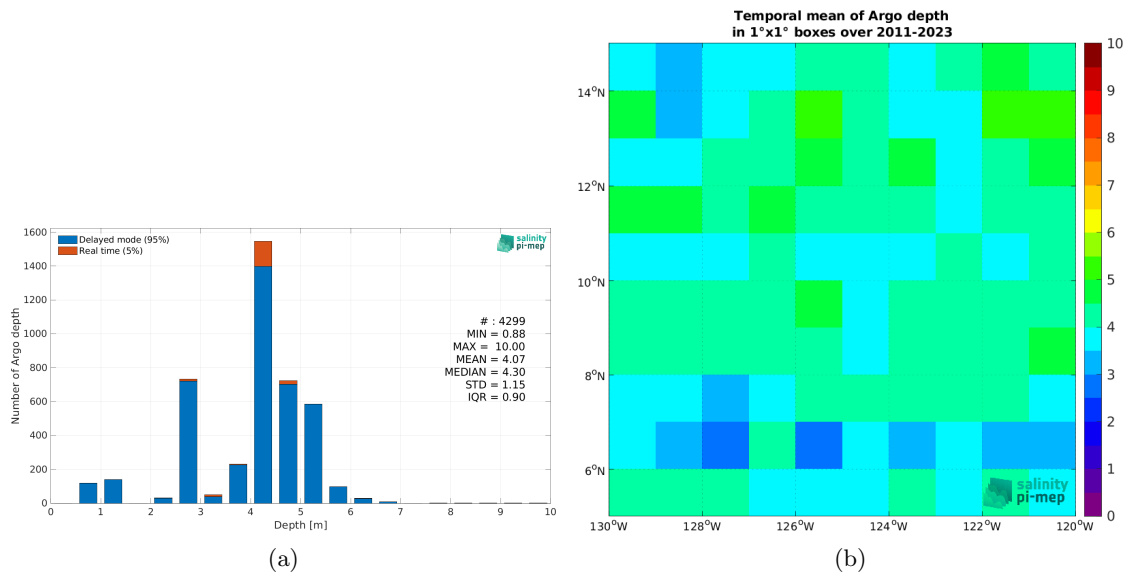 Delayed mode (95%)
Real time (5%)
salinity
pi-mep
1600
1400
1200
1000
800
600
400
200
0
Number of Argo depth
# : 4299
MIN = 0.88
MAX = 10.00
MEAN = 4.07
MEDIAN = 4.30
STD = 1.15
IQR = 0.90
0 1 2 3 4 5 6 7 8 9 10
Depth [m]
(a)
Temporal mean of Argo depth
in 1°x1° boxes over 2011-2023
14°N
12°N
10°N
8°N
6°N
130°W 128°W 126°W 124°W 122°W 120°W
salinity
pi-mep
10
9
8
7
6
5
4
3
2
1
0
(b)